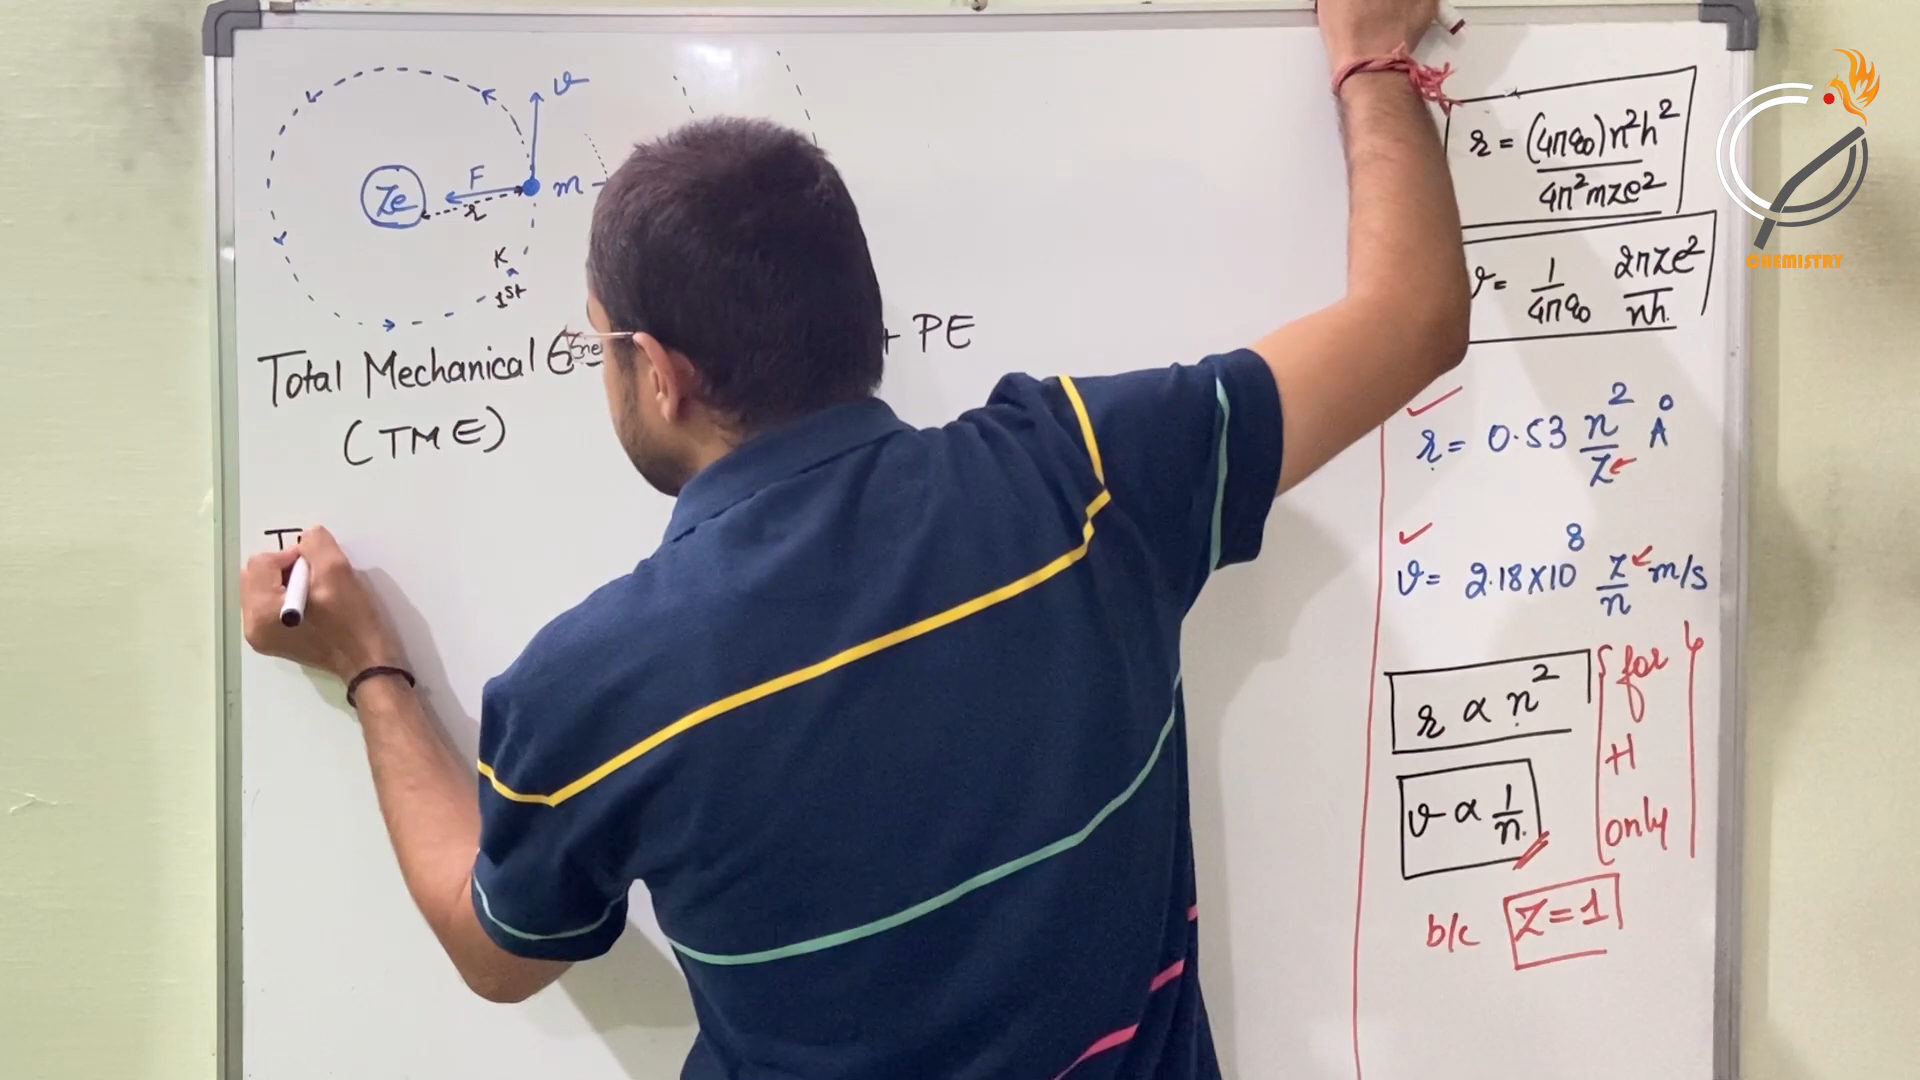 v
F
Ze
m
r
K
1st
Total Mechanical Ene + PE
(TME)
T
r = (4πε0)n²h² / 4π²mze²
v = 1/4πε0 2πZe²/nh
r = 0.53 n²/Z Å
v = 2.18×10⁸ Z/n m/s
r ∝ n²
v ∝ 1/n
{for
H
only}
b/c Z=1
CHEMISTRY